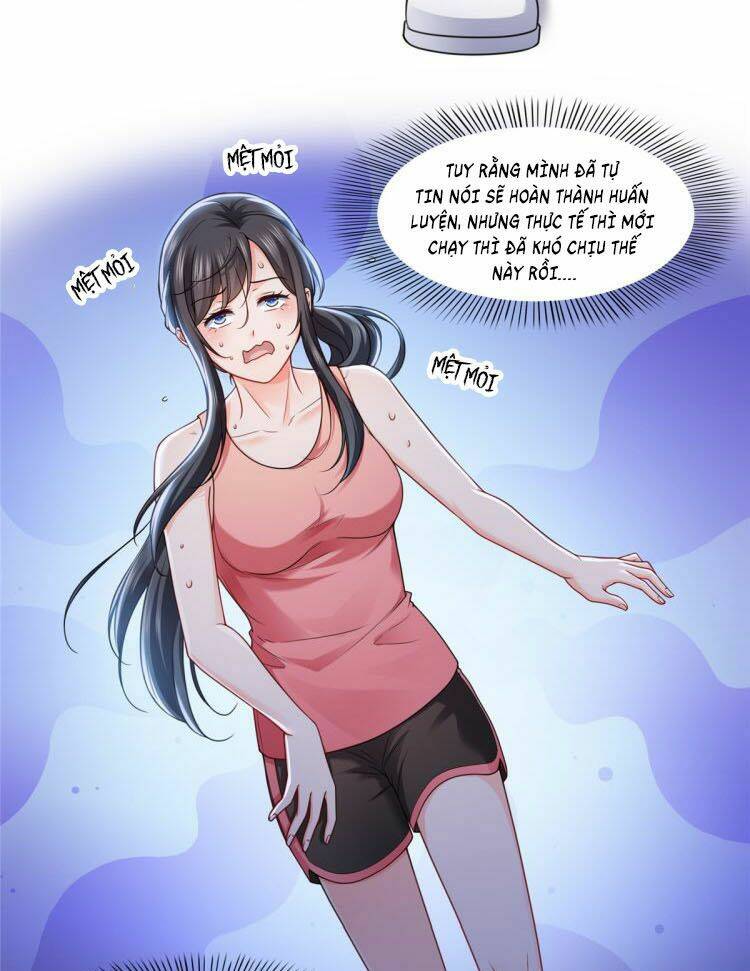 MỆT MỎI
TUY RẰNG MÌNH ĐÃ TỰ
TIN NÓI SẼ HOÀN THÀNH HUẤN
LUYỆN, NHƯNG THỰC TẾ THÌ MỚI
CHẠY THÌ ĐÃ KHÓ CHỊU THẾ
NÀY RỒI....
MỆT MỎI
MỆT MỎI